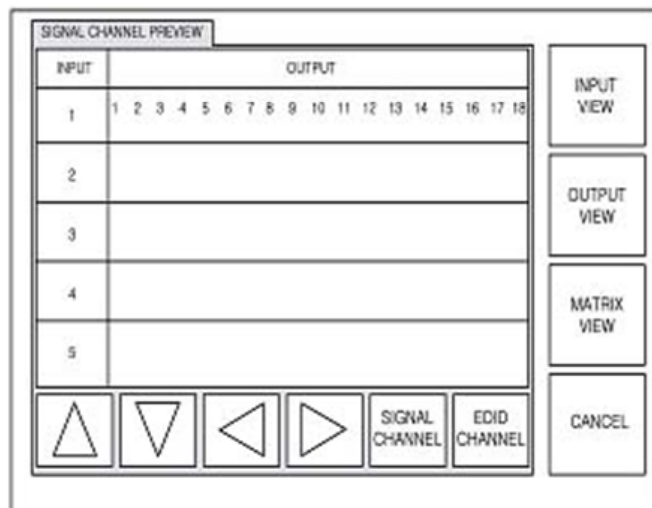 SIGNAL CHANNEL PREVIEW
INPUT OUTPUT
1 1 2 3 4 5 6 7 8 9 10 11 12 13 14 15 16 17 18
2
3
4
5
SIGNAL CHANNEL
EDID CHANNEL
INPUT VIEW
OUTPUT VIEW
MATRIX VIEW
CANCEL